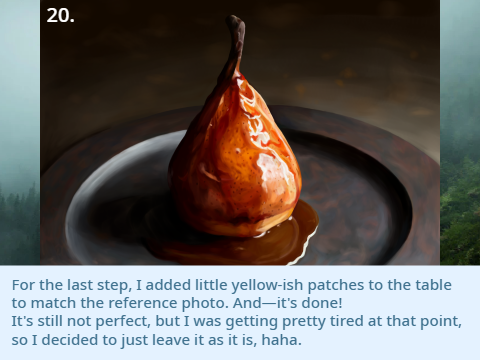 20.
For the last step, I added little yellow-ish patches to the table
to match the reference photo. And—it's done!
It's still not perfect, but I was getting pretty tired at that point,
so I decided to just leave it as it is, haha.